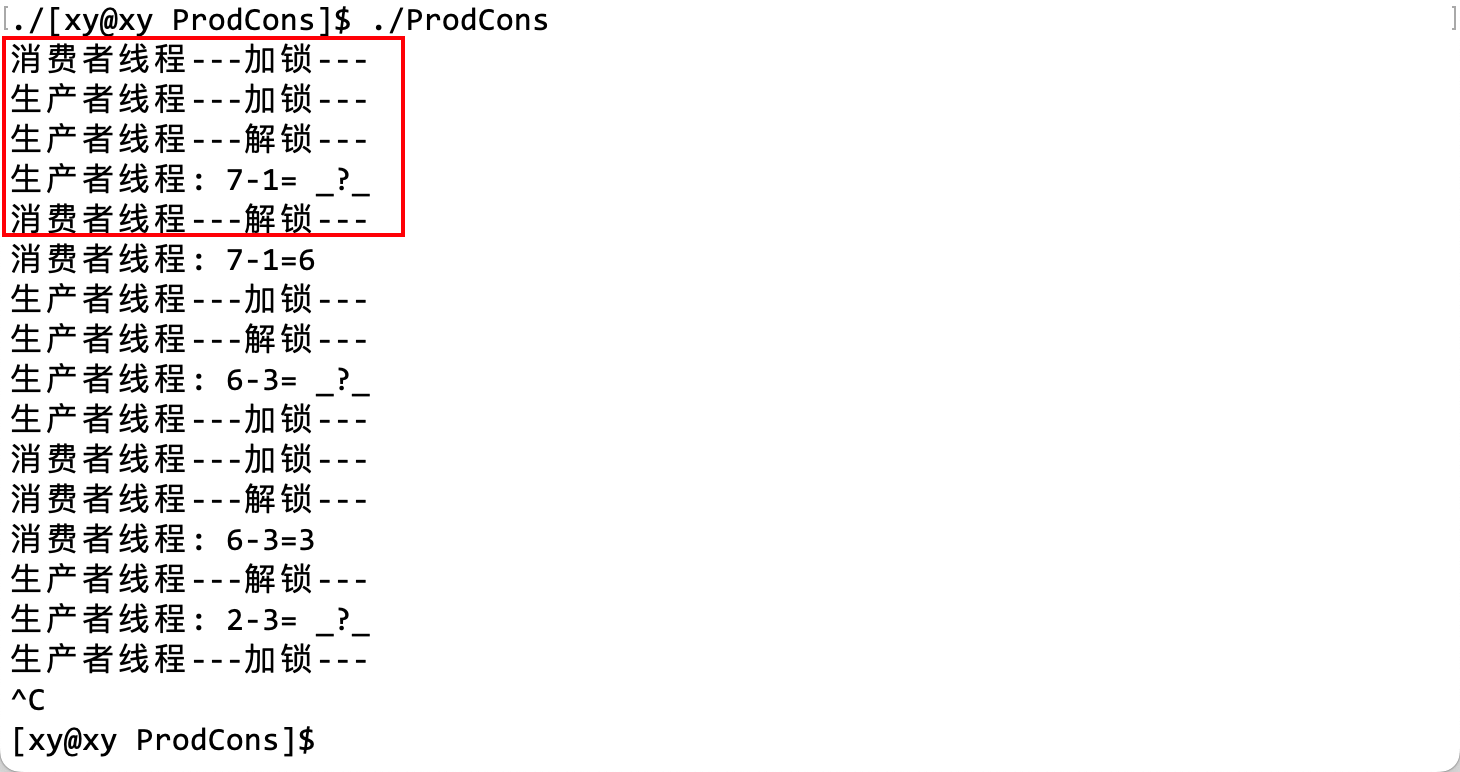 [./[xy@xy ProdCons]$ ./ProdCons ]
消费者线程---加锁---
生产者线程---加锁---
生产者线程---解锁---
生产者线程: 7-1= _?_
消费者线程---解锁---
消费者线程: 7-1=6
生产者线程---加锁---
生产者线程---解锁---
生产者线程: 6-3= _?_
生产者线程---加锁---
消费者线程---加锁---
消费者线程---解锁---
消费者线程: 6-3=3
生产者线程---解锁---
生产者线程: 2-3= _?_
生产者线程---加锁---
^C
[xy@xy ProdCons]$